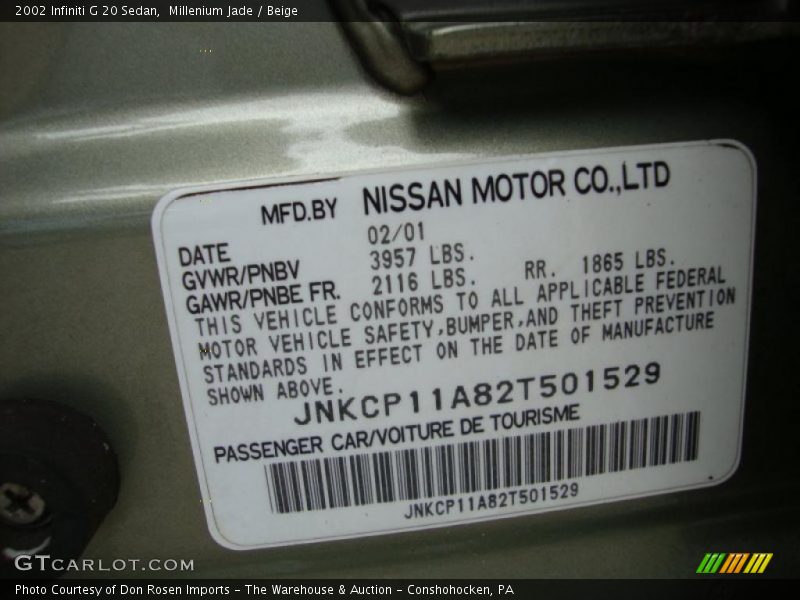 2002 Infiniti G 20 Sedan, Millenium Jade / Beige
MFD.BY NISSAN MOTOR CO.,LTD
DATE 02/01
GVWR/PNBV 3957 LBS.
GAWR/PNBE FR. 2116 LBS. RR. 1865 LBS.
THIS VEHICLE CONFORMS TO ALL APPLICABLE FEDERAL
MOTOR VEHICLE SAFETY,BUMPER,AND THEFT PREVENTION
STANDARDS IN EFFECT ON THE DATE OF MANUFACTURE
SHOWN ABOVE.
JNKCP11A82T501529
PASSENGER CAR/VOITURE DE TOURISME
JNKCP11A82T501529
GTCARLOT.COM
Photo Courtesy of Don Rosen Imports - The Warehouse & Auction - Conshohocken, PA